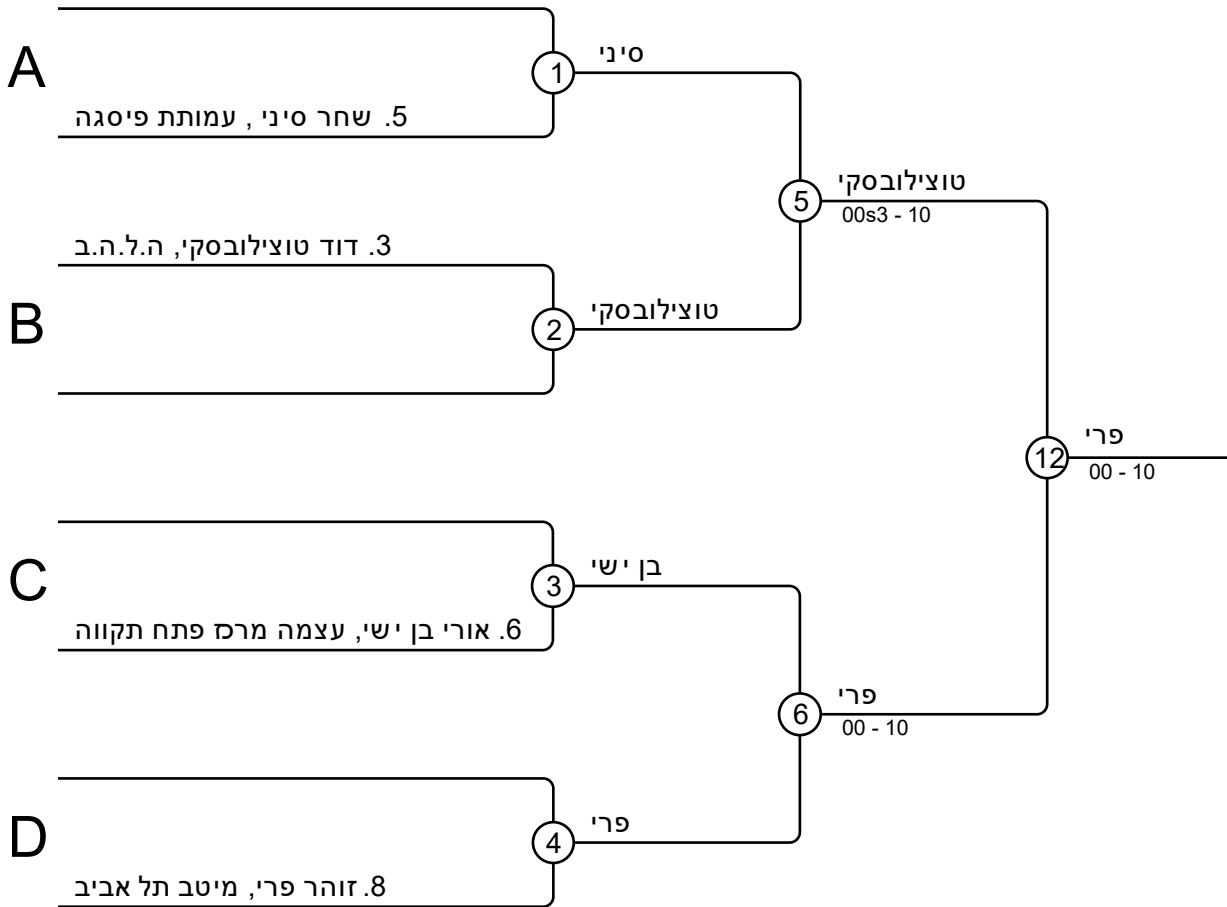 A
1
סיני
5. שחר סיני , עמותת פיסגה
5
טוצילובסקי
00s3 - 10
3. דוד טוצילובסקי, ה.ל.ה.ב
B
2
טוצילובסקי
12
פרי
00 - 10
C
3
בן ישי
6. אורי בן ישי, עצמה מרכז פתח תקווה
6
פרי
00 - 10
D
4
פרי
8. זוהר פרי, מיטב תל אביב